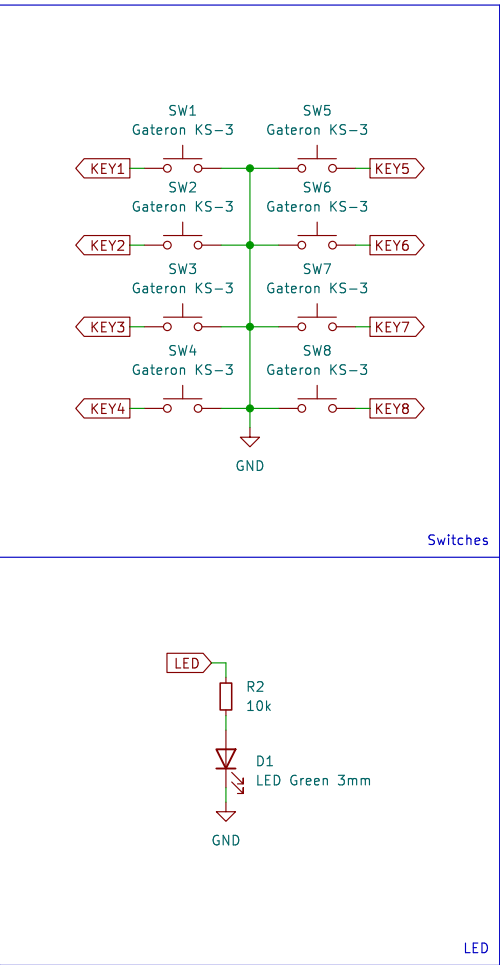 SW1
Gateron KS-3
SW5
Gateron KS-3
KEY1
KEY5
SW2
Gateron KS-3
SW6
Gateron KS-3
KEY2
KEY6
SW3
Gateron KS-3
SW7
Gateron KS-3
KEY3
KEY7
SW4
Gateron KS-3
SW8
Gateron KS-3
KEY4
KEY8
GND
Switches
LED
R2
10k
D1
LED Green 3mm
GND
LED